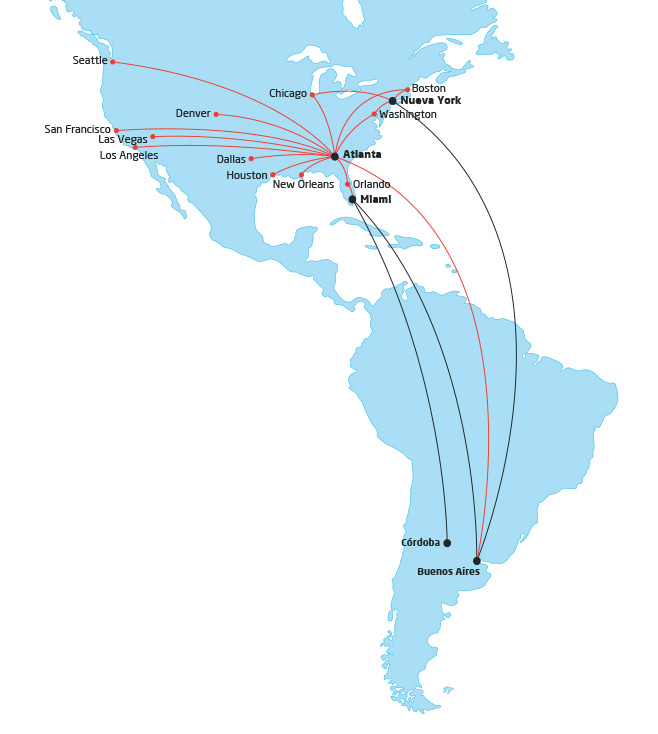 Seattle
Boston
Chicago
Nueva York
Denver
Washington
San Francisco
Las Vegas
Los Angeles
Atlanta
Dallas
Houston
New Orleans
Orlando
Miami
Córdoba
Buenos Aires